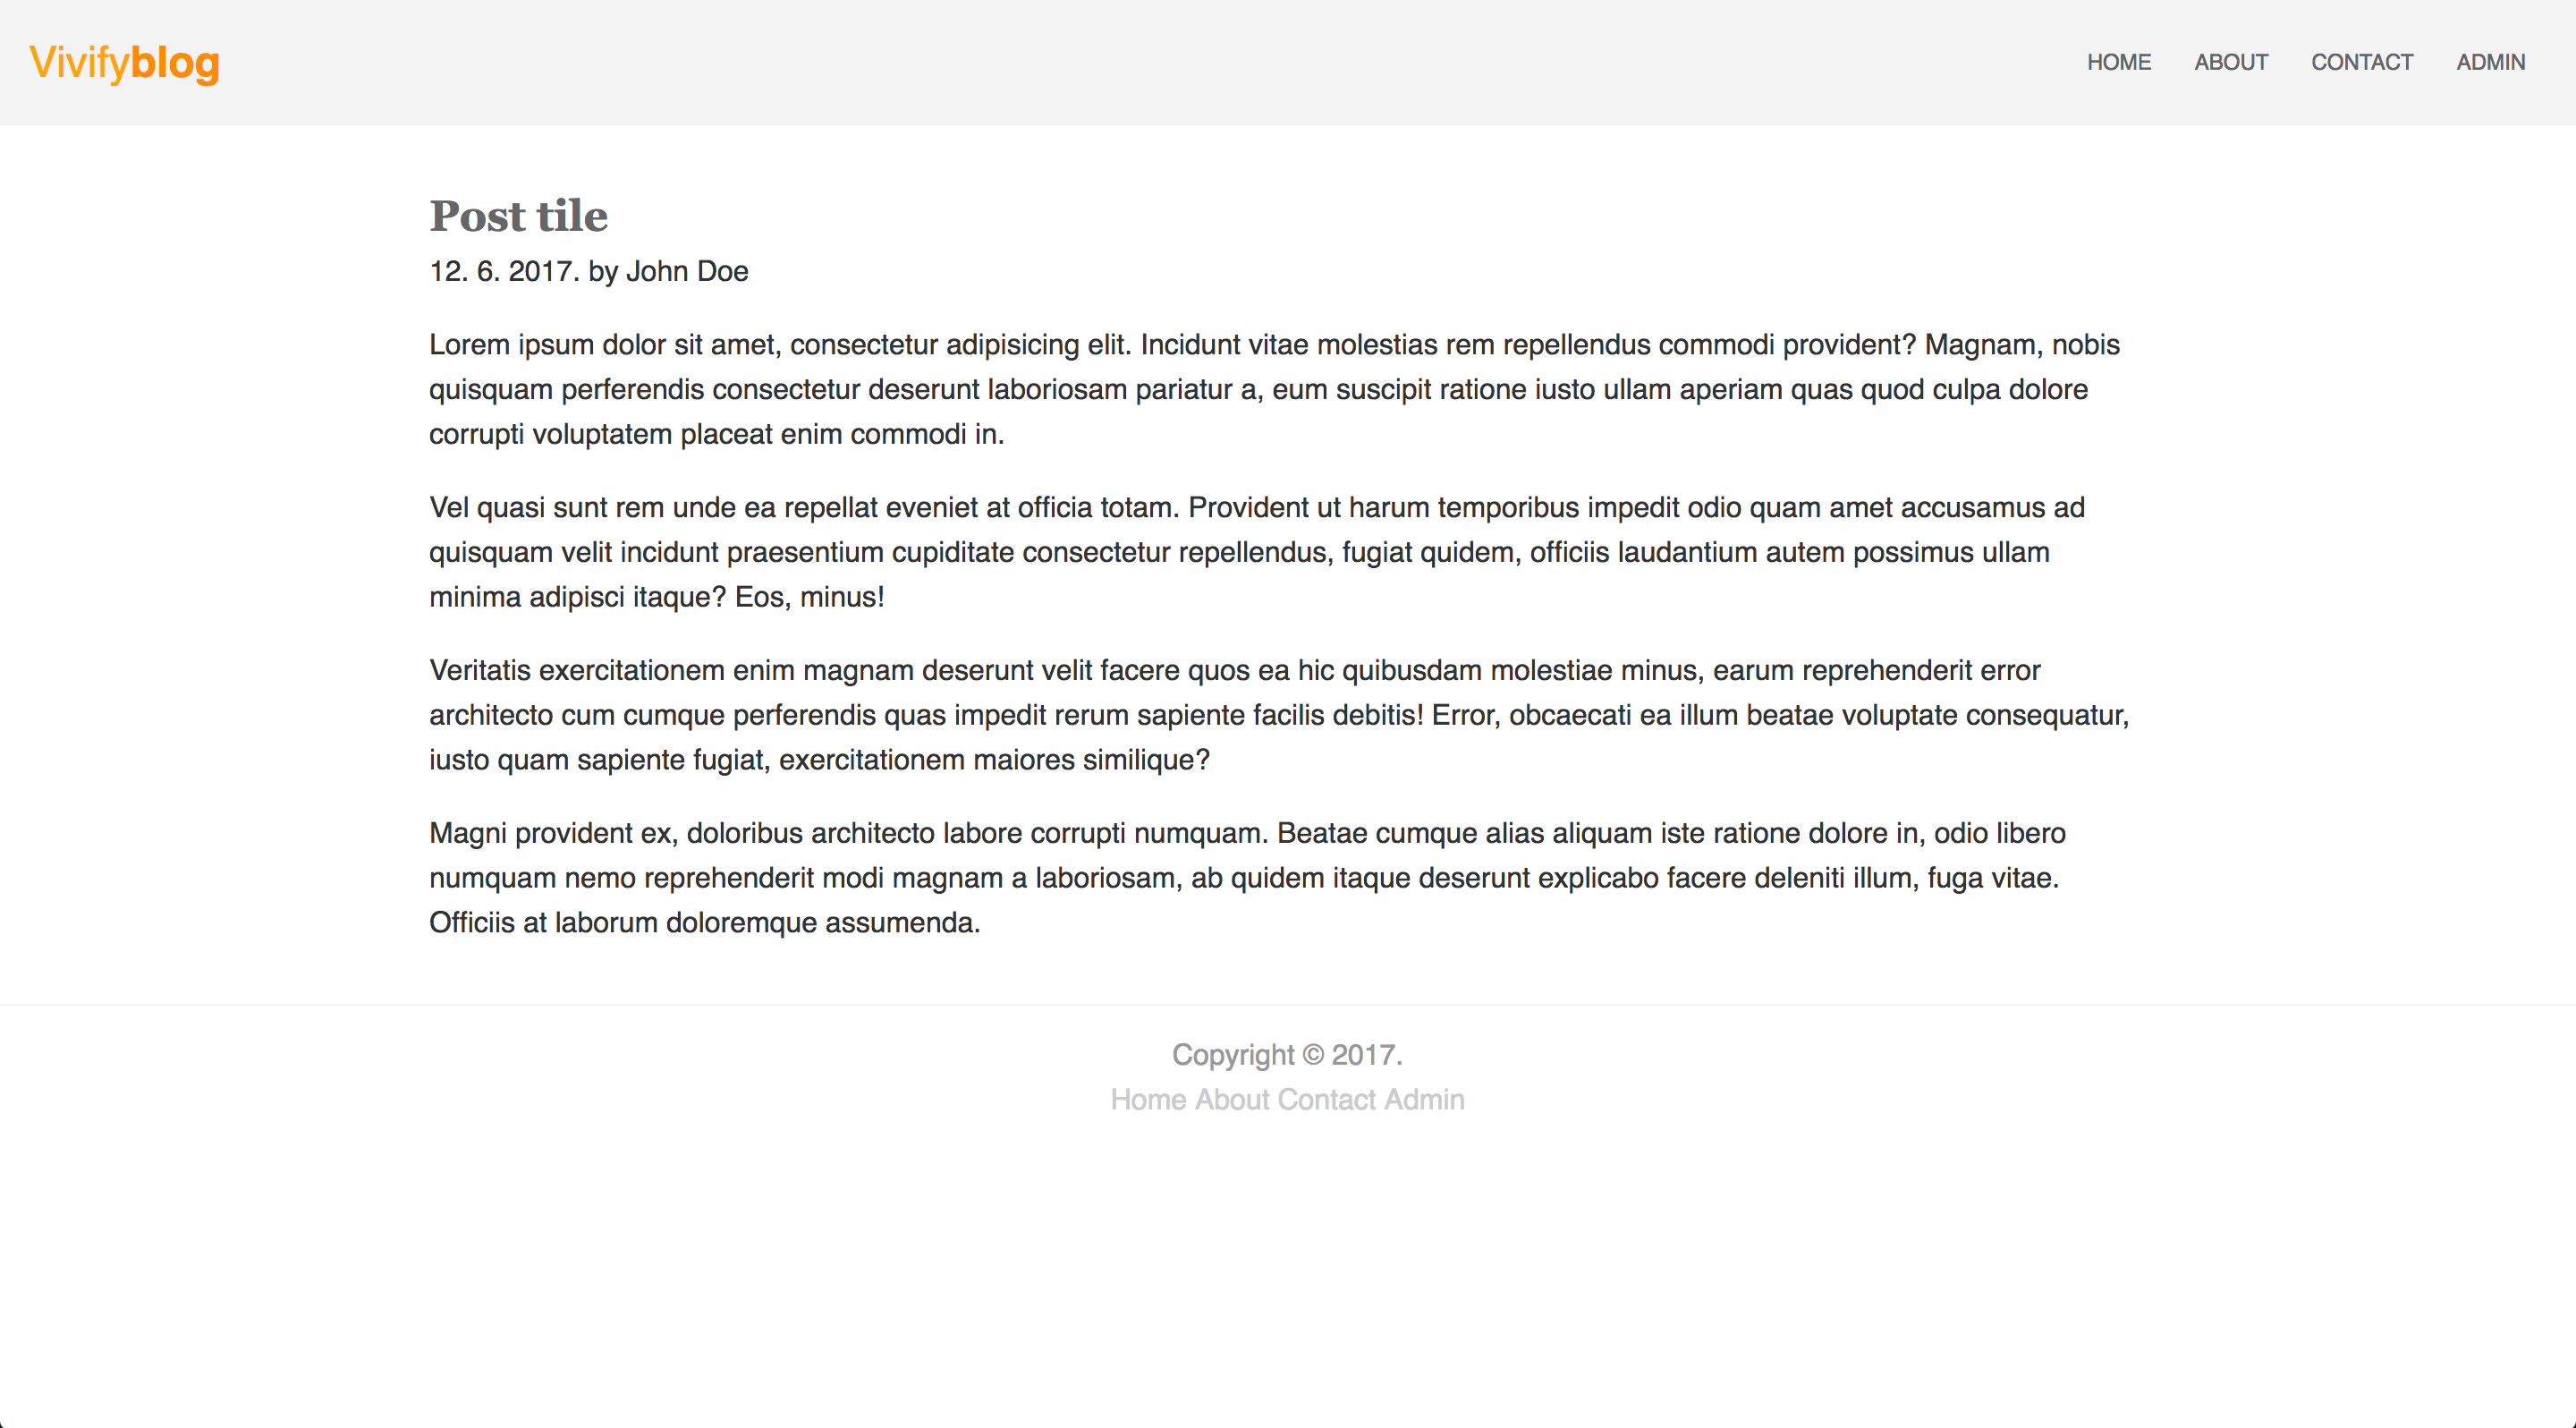 Vivifyblog
HOME ABOUT CONTACT ADMIN
Post tile
12. 6. 2017. by John Doe
Lorem ipsum dolor sit amet, consectetur adipisicing elit. Incidunt vitae molestias rem repellendus commodi provident? Magnam, nobis
quisquam perferendis consectetur deserunt laboriosam pariatur a, eum suscipit ratione iusto ullam aperiam quas quod culpa dolore
corrupti voluptatem placeat enim commodi in.
Vel quasi sunt rem unde ea repellat eveniet at officia totam. Provident ut harum temporibus impedit odio quam amet accusamus ad
quisquam velit incidunt praesentium cupiditate consectetur repellendus, fugiat quidem, officiis laudantium autem possimus ullam
minima adipisci itaque? Eos, minus!
Veritatis exercitationem enim magnam deserunt velit facere quos ea hic quibusdam molestiae minus, earum reprehenderit error
architecto cum cumque perferendis quas impedit rerum sapiente facilis debitis! Error, obcaecati ea illum beatae voluptate consequatur,
iusto quam sapiente fugiat, exercitationem maiores similique?
Magni provident ex, doloribus architecto labore corrupti numquam. Beatae cumque alias aliquam iste ratione dolore in, odio libero
numquam nemo reprehenderit modi magnam a laboriosam, ab quidem itaque deserunt explicabo facere deleniti illum, fuga vitae.
Officiis at laborum doloremque assumenda.
Copyright © 2017.
Home About Contact Admin